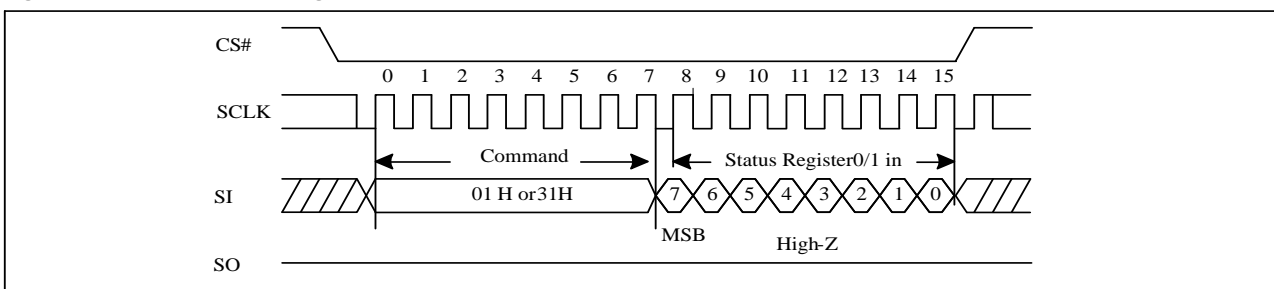 CS#
0 1 2 3 4 5 6 7 8 9 10 11 12 13 14 15
SCLK
Command Status Register0/1 in
SI 01 H or31H 7 6 5 4 3 2 1 0
MSB High-Z
SO